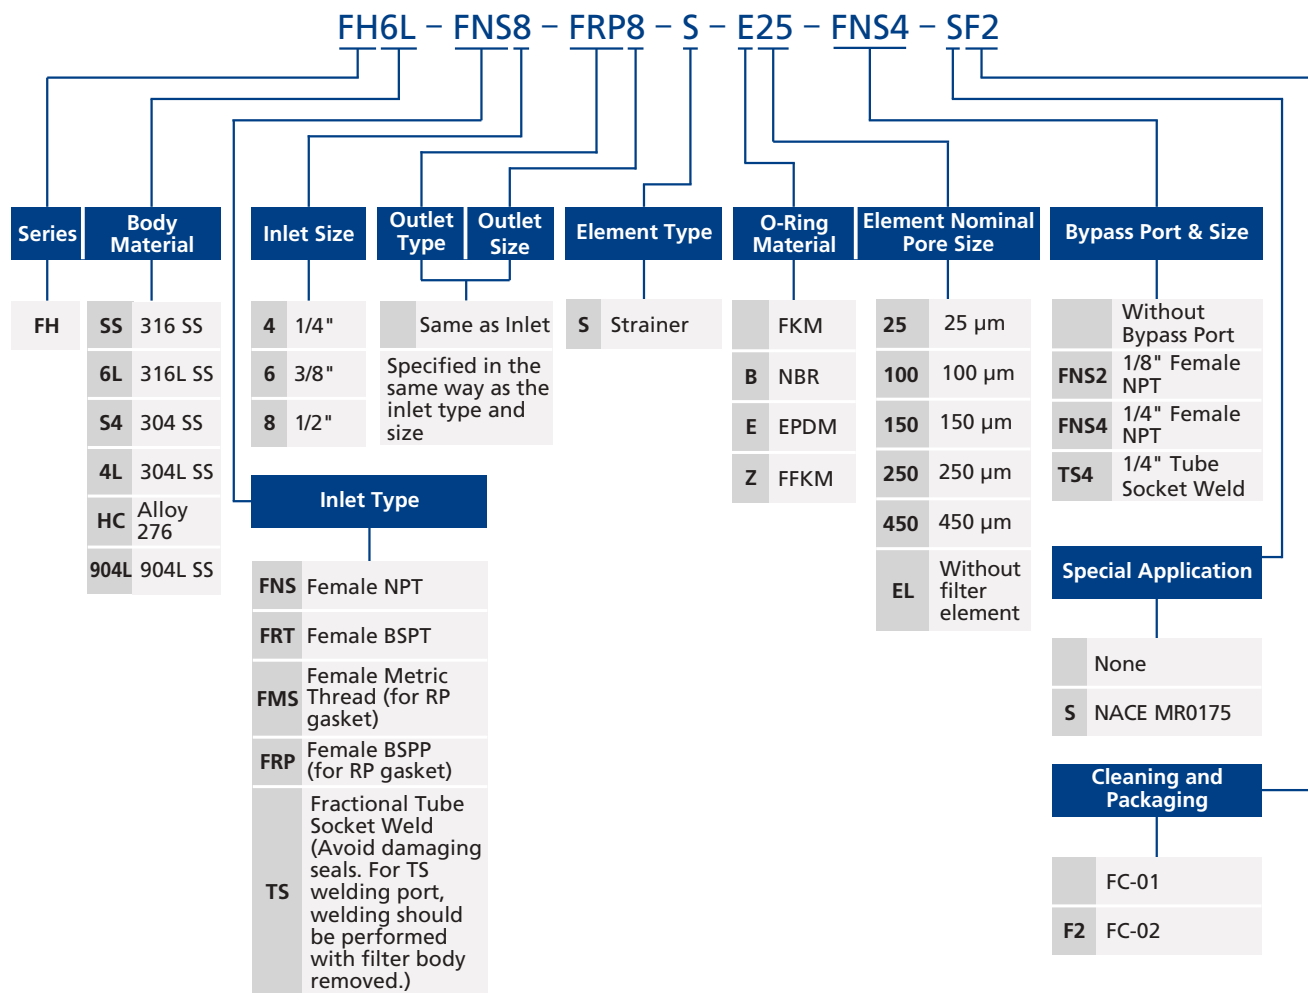 FH6L – FNS8 – FRP8 – S – E25 – FNS4 – SF2
Series
Body
Material
Inlet Size
Outlet
Type
Outlet
Size
Element Type
O-Ring
Material
Element Nominal
Pore Size
Bypass Port & Size
FH
SS 316 SS
6L 316L SS
S4 304 SS
4L 304L SS
HC Alloy
276
904L 904L SS
4 1/4"
6 3/8"
8 1/2"
Same as Inlet
Specified in the
same way as the
inlet type and
size
S Strainer
FKM
B NBR
E EPDM
Z FFKM
25 25 µm
100 100 µm
150 150 µm
250 250 µm
450 450 µm
EL Without
filter
element
Without
Bypass Port
FNS2 1/8" Female
NPT
FNS4 1/4" Female
NPT
TS4 1/4" Tube
Socket Weld
Inlet Type
FNS Female NPT
FRT Female BSPT
FMS Female Metric
Thread (for RP
gasket)
FRP Female BSPP
(for RP gasket)
TS Fractional Tube
Socket Weld
(Avoid damaging
seals. For TS
welding port,
welding should
be performed
with filter body
removed.)
Special Application
None
S NACE MR0175
Cleaning and
Packaging
FC-01
F2 FC-02